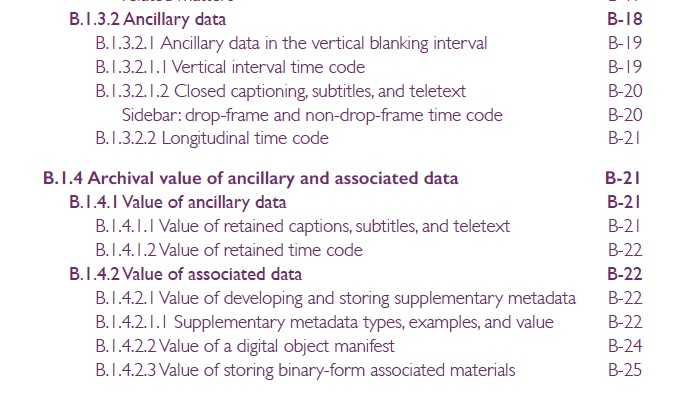 B.1.3.2 Ancillary data B-18
B.1.3.2.1 Ancillary data in the vertical blanking interval B-19
B.1.3.2.1.1 Vertical interval time code B-19
B.1.3.2.1.2 Closed captioning, subtitles, and teletext B-20
Sidebar: drop-frame and non-drop-frame time code B-20
B.1.3.2.2 Longitudinal time code B-21
B.1.4 Archival value of ancillary and associated data B-21
B.1.4.1 Value of ancillary data B-21
B.1.4.1.1 Value of retained captions, subtitles, and teletext B-21
B.1.4.1.2 Value of retained time code B-22
B.1.4.2 Value of associated data B-22
B.1.4.2.1 Value of developing and storing supplementary metadata B-22
B.1.4.2.1.1 Supplementary metadata types, examples, and value B-22
B.1.4.2.2 Value of a digital object manifest B-24
B.1.4.2.3 Value of storing binary-form associated materials B-25